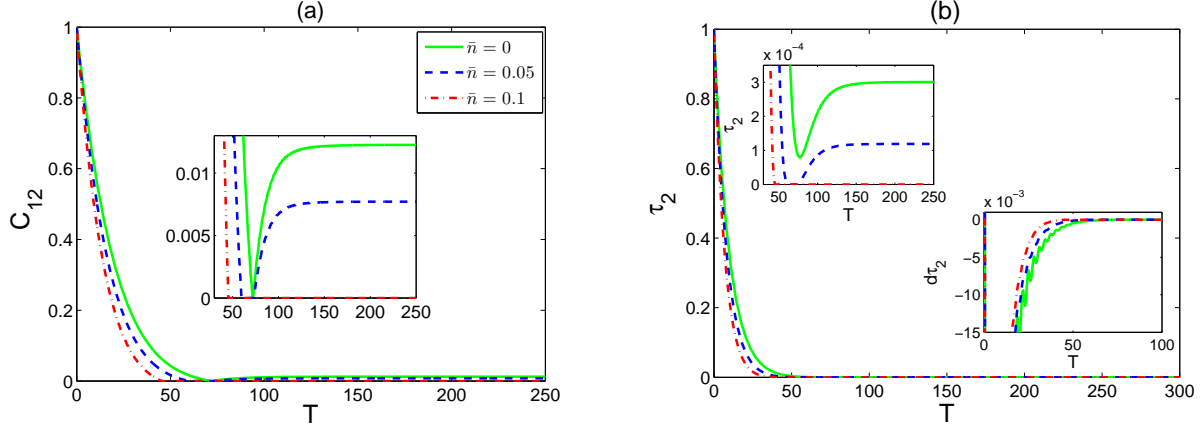 (a)
1
0.8
0.6
0.4
0.2
0
C12
0 50 100 150 200 250
T
n̄ = 0
n̄ = 0.05
n̄ = 0.1
0.01
0.005
0
50 100 150 200 250
(b)
1
0.8
0.6
0.4
0.2
0
τ2
0 50 100 150 200 250 300
T
x 10−4
3
2
1
0
τ2
50 100 150 200 250
T
x 10−3
0
−5
−10
−15
dτ2
0 50 100
T